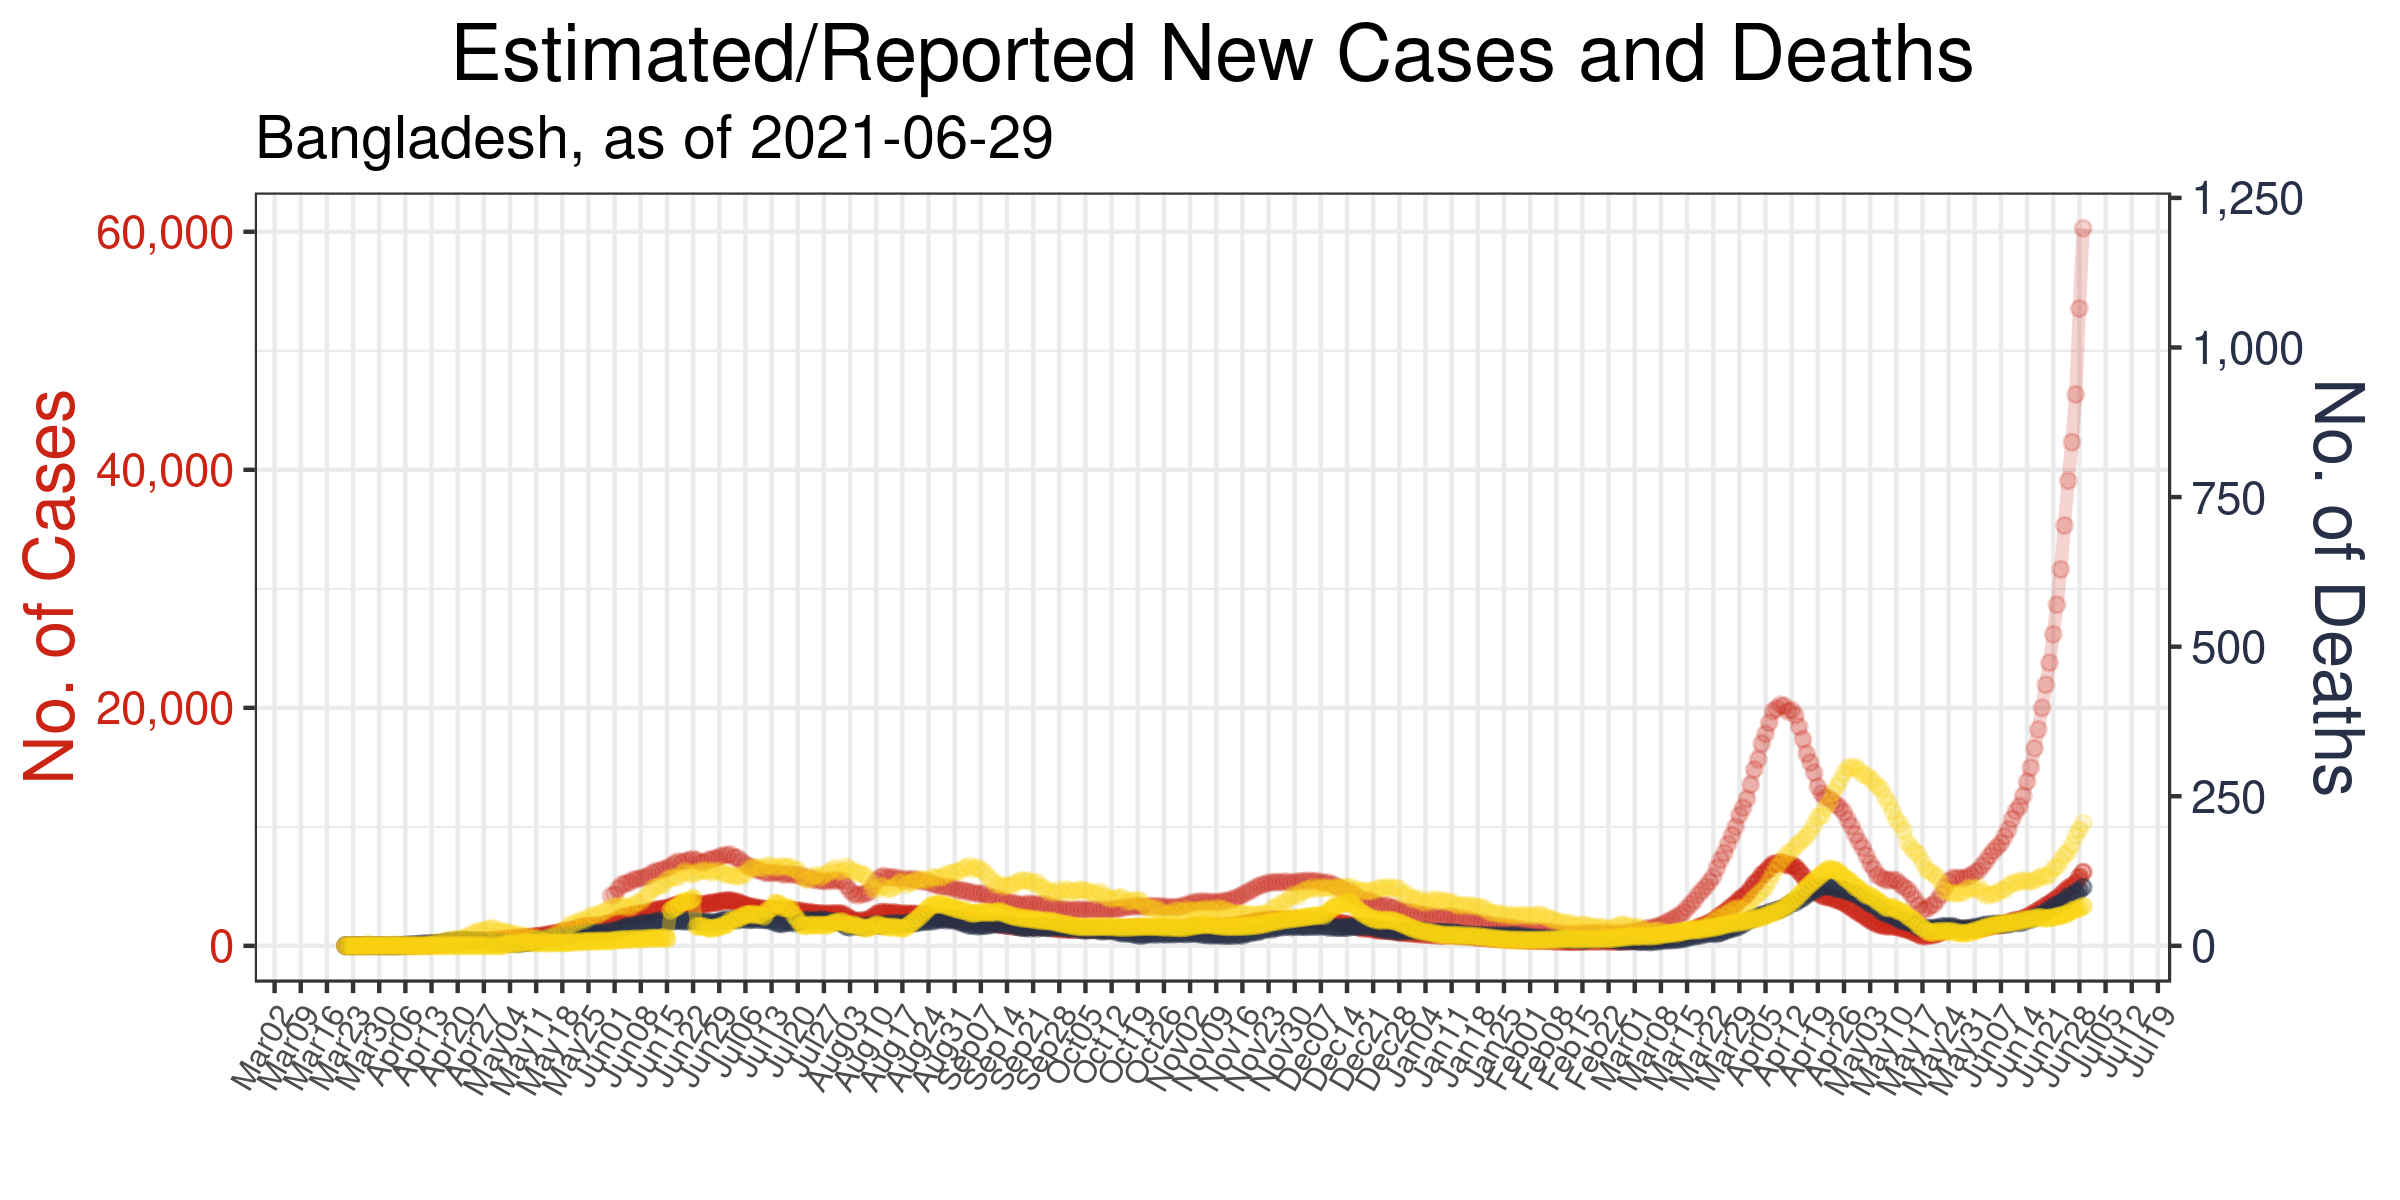 Estimated/Reported New Cases and Deaths
Bangladesh, as of 2021-06-29
No. of Cases
60,000
40,000
20,000
0
1,250
1,000
750
500
250
0
No. of Deaths
Mar02
Mar09
Mar16
Mar23
Mar30
Apr06
Apr13
Apr20
Apr27
May04
May11
May18
May25
Jun01
Jun08
Jun15
Jun22
Jun29
Jul06
Jul13
Jul20
Jul27
Aug03
Aug10
Aug17
Aug24
Aug31
Sep07
Sep14
Sep21
Sep28
Oct05
Oct12
Oct19
Oct26
Nov02
Nov09
Nov16
Nov23
Nov30
Dec07
Dec14
Dec21
Dec28
Jan04
Jan11
Jan18
Jan25
Feb01
Feb08
Feb15
Feb22
Mar01
Mar08
Mar15
Mar22
Mar29
Apr05
Apr12
Apr19
Apr26
May03
May10
May17
May24
May31
Jun07
Jun14
Jun21
Jun28
Jul05
Jul12
Jul19